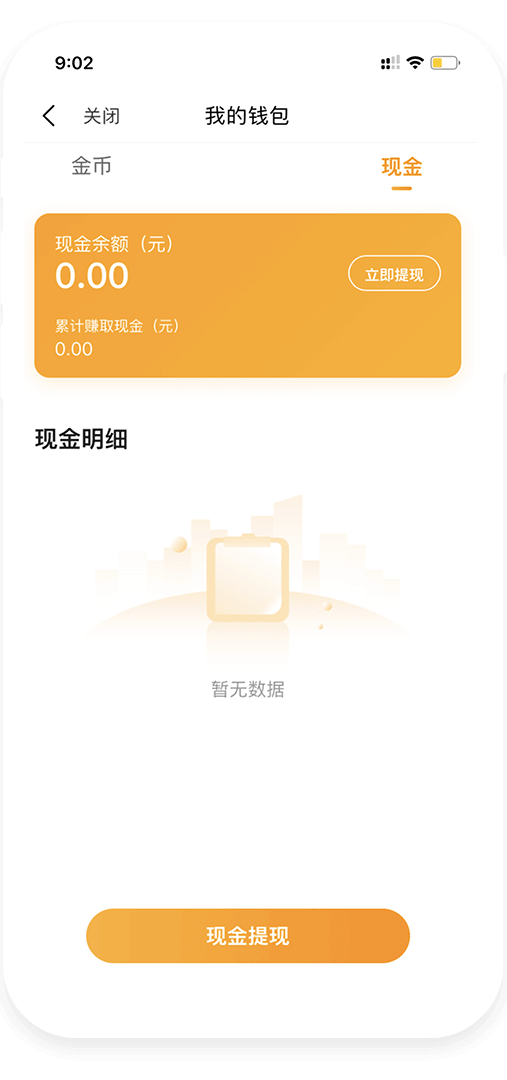 9:02
关闭
我的钱包
金币
现金
现金余额（元）
0.00
立即提现
累计赚取现金（元）
0.00
现金明细
暂无数据
现金提现